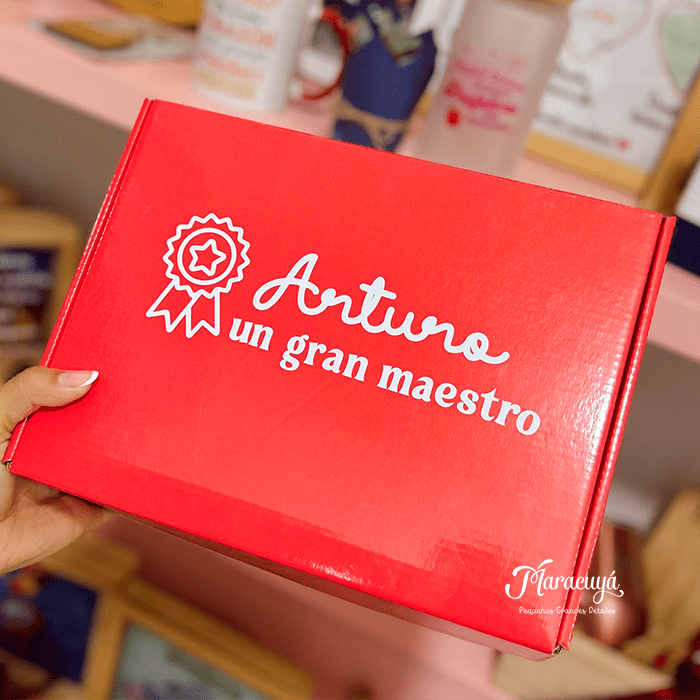 Arturo
un gran maestro
Maracuyá
Pequeños Grandes Detalles